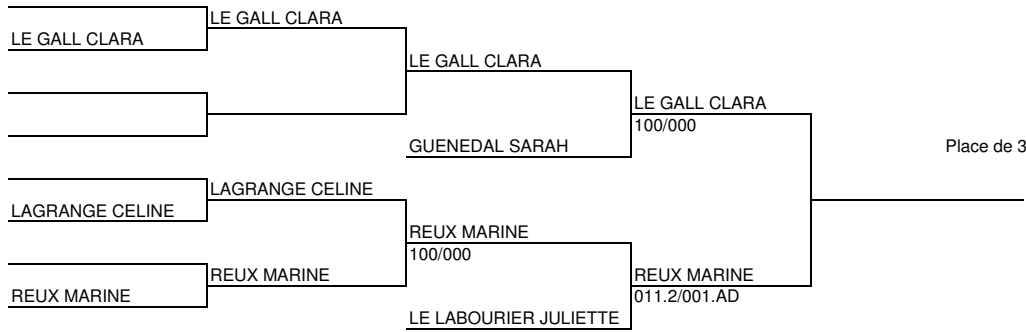 LE GALL CLARA
LE GALL CLARA
LE GALL CLARA
LE GALL CLARA
100/000
GUENEDAL SARAH
Place de 3
LAGRANGE CELINE
LAGRANGE CELINE
REUX MARINE
100/000
REUX MARINE
REUX MARINE
REUX MARINE
011.2/001.AD
LE LABOURIER JULIETTE